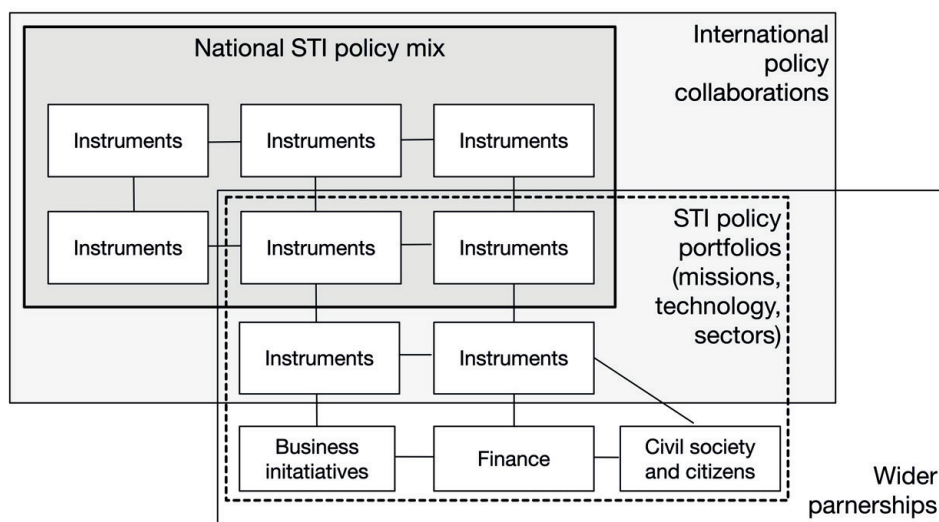 National STI policy mix
International
policy
collaborations
Instruments
Instruments
Instruments
Instruments
Instruments
Instruments
STI policy
portfolios
(missions,
technology,
sectors)
Instruments
Instruments
Business
initatiatives
Finance
Civil society
and citizens
Wider
parnerships